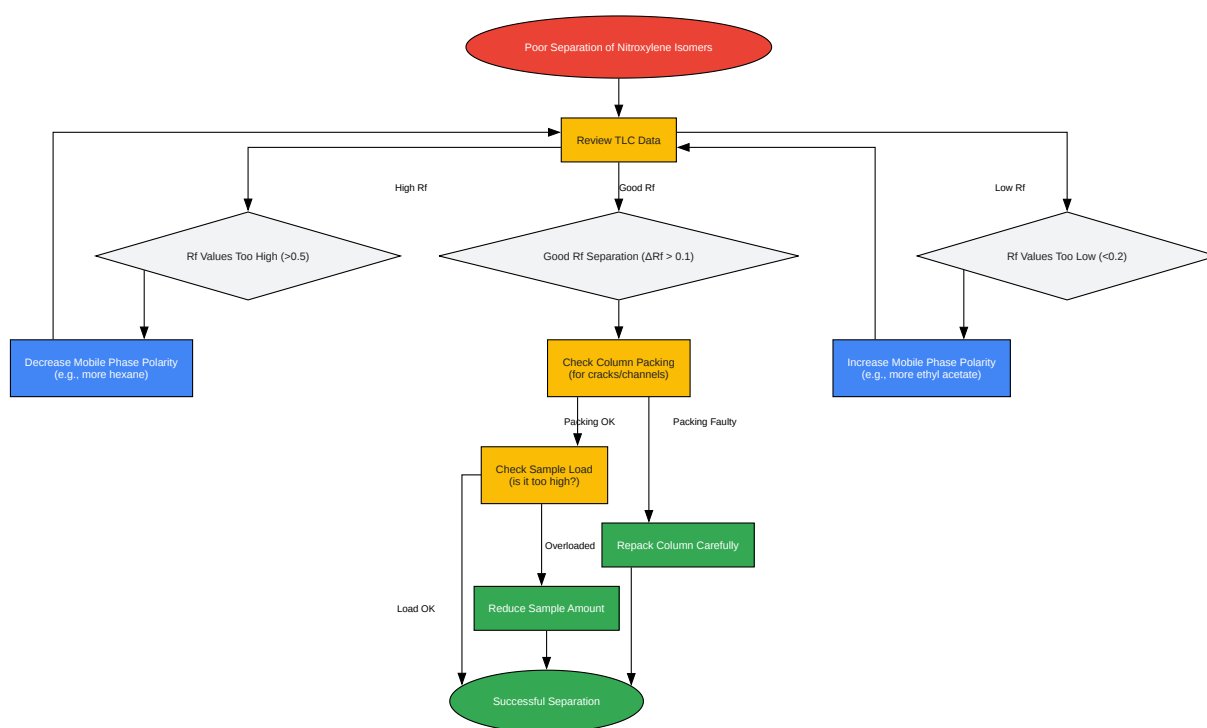 Poor Separation of Nitroxylene Isomers
Review TLC Data
High Rf
Good Rf
Low Rf
Rf Values Too High (>0.5)
Good Rf Separation (ΔRf > 0.1)
Rf Values Too Low (<0.2)
Decrease Mobile Phase Polarity
(e.g., more hexane)
Check Column Packing
(for cracks/channels)
Increase Mobile Phase Polarity
(e.g., more ethyl acetate)
Packing OK
Packing Faulty
Check Sample Load
(is it too high?)
Overloaded
Repack Column Carefully
Load OK
Reduce Sample Amount
Successful Separation